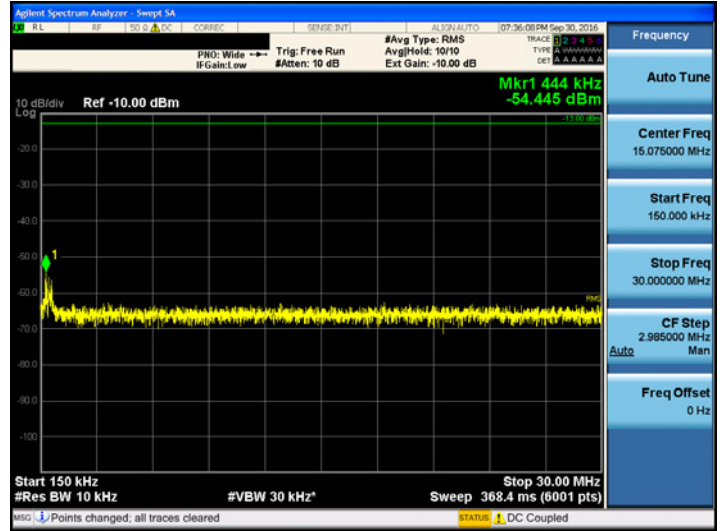 Agilent Spectrum Analyzer - Swept SA
RL RF 50 Ω DC CORREC SENSE:INT ALIGN AUTO 07:36:08 PM Sep 30, 2016
Frequency
#Avg Type: RMS
TRACE 1 2 3 4 5 6
PNO: Wide Trig: Free Run Avg|Hold: 10/10
TYPE A WWWWW
IFGain:Low #Atten: 10 dB Ext Gain: -10.00 dB
DET A A A A A A
Auto Tune
Mkr1 444 kHz
-54.445 dBm
10 dB/div Ref -10.00 dBm
Log
-13.00 dBm
Center Freq
15.075000 MHz
-20.0
-30.0
Start Freq
150.000 kHz
-40.0
-50.0
1
Stop Freq
30.000000 MHz
-60.0
RMS
CF Step
2.985000 MHz
Auto Man
-70.0
-80.0
Freq Offset
0 Hz
-90.0
-100
Start 150 kHz Stop 30.00 MHz
#Res BW 10 kHz #VBW 30 kHz* Sweep 368.4 ms (6001 pts)
MSG Points changed; all traces cleared STATUS DC Coupled